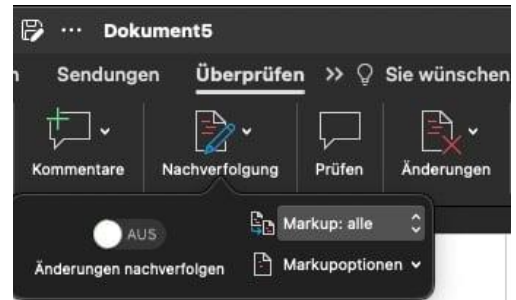 ··· Dokument5
Sendungen Überprüfen >> Sie wünschen
Kommentare Nachverfolgung Prüfen Änderungen
AUS Markup: alle
Änderungen nachverfolgen Markupoptionen